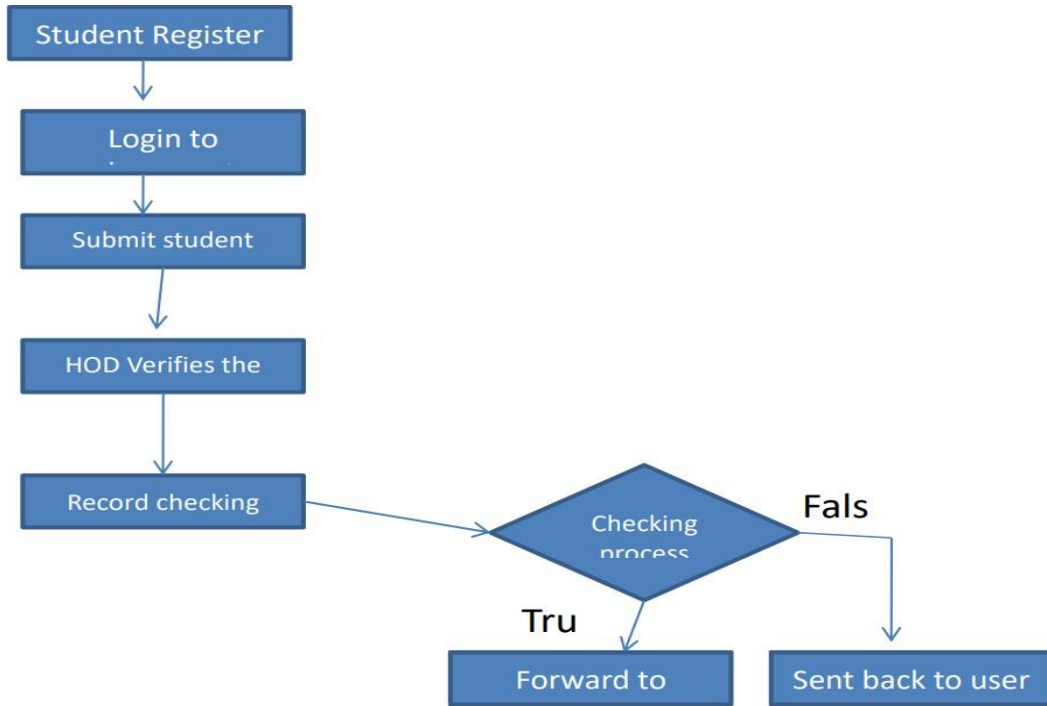 Student Register
Login to
Submit student
HOD Verifies the
Record checking
Checking
process
Fals
Tru
Forward to
Sent back to user